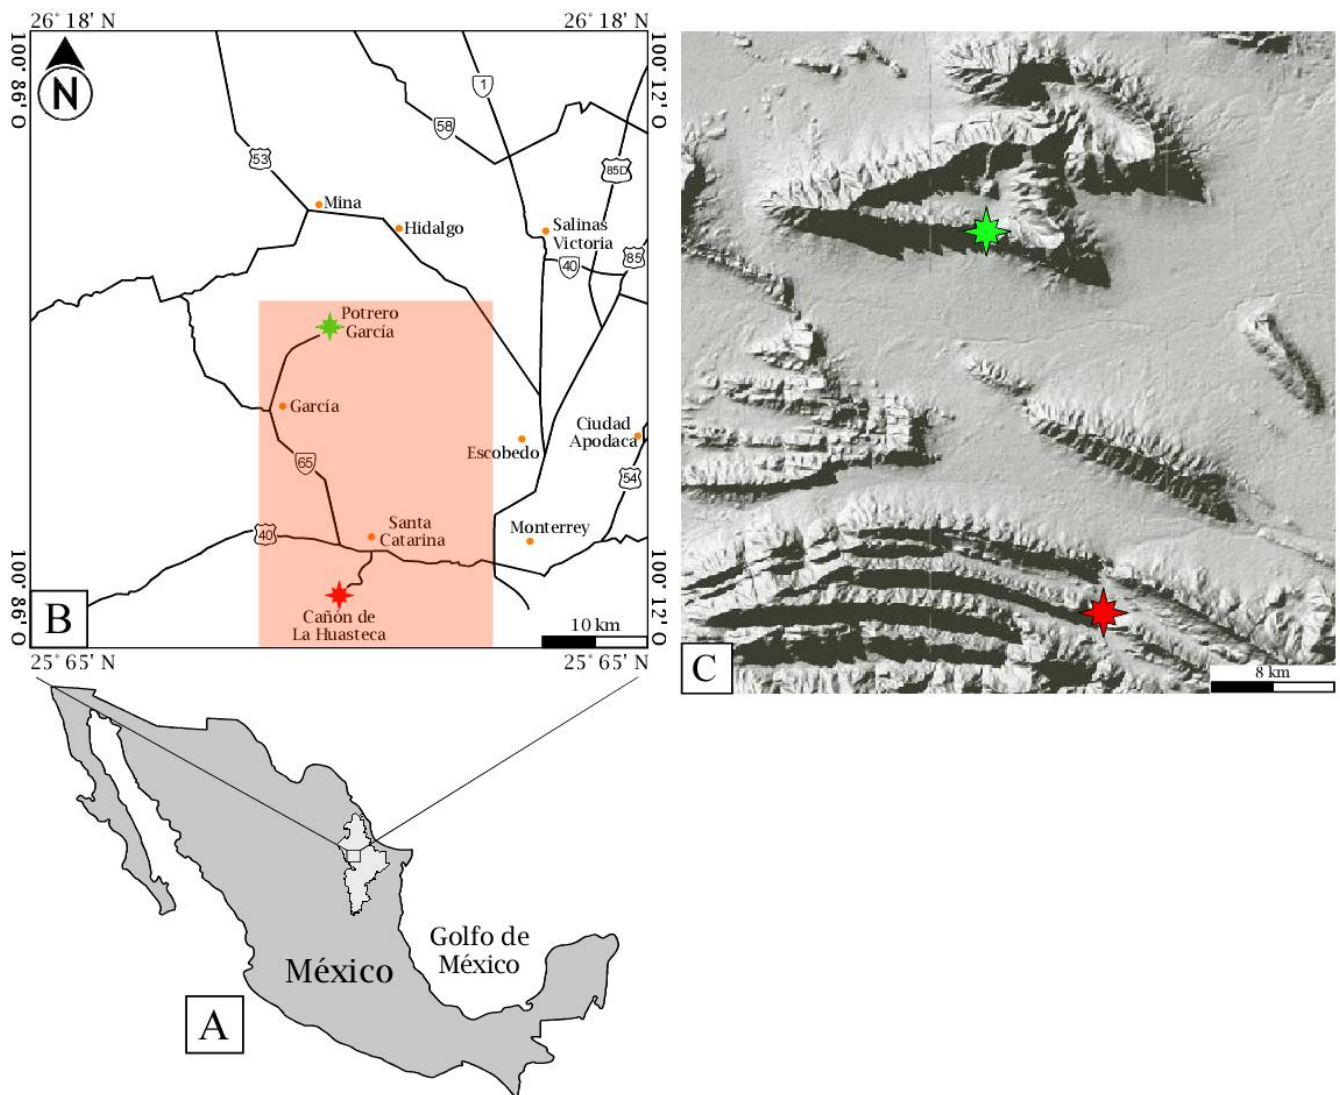 26° 18' N
26° 18' N
100° 86' O
100° 12' O
N
1
58
53
85D
Mina
Hidalgo
Salinas
Victoria
85
40
Potrero
García
García
Ciudad
Apodaca
Escobedo
65
54
Santa
Catarina
Monterrey
40
Cañón de
La Huasteca
10 km
B
100° 86' O
100° 12' O
25° 65' N
25° 65' N
C
8 km
Golfo de
México
México
A